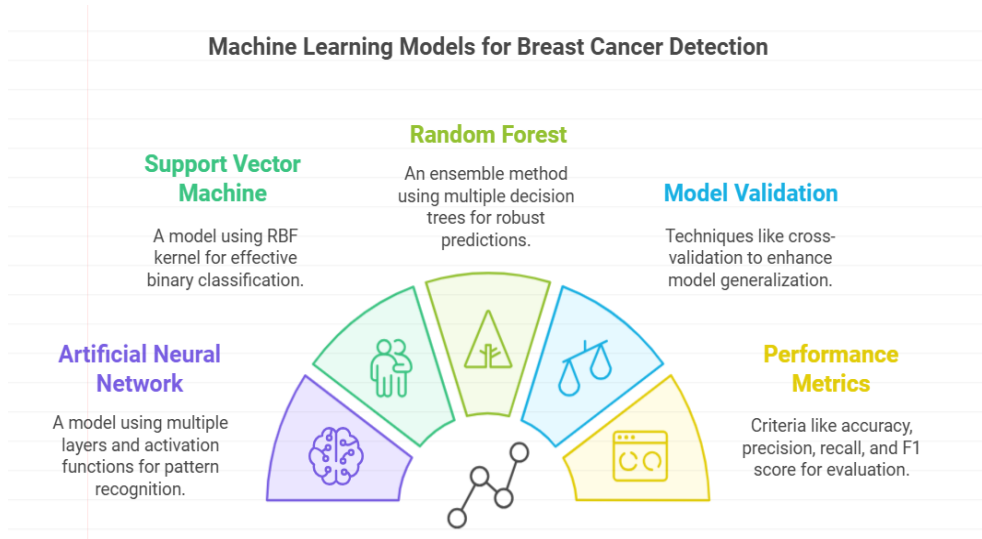 Machine Learning Models for Breast Cancer Detection
Random Forest
An ensemble method
using multiple decision
trees for robust
predictions.
Support Vector
Machine
A model using RBF
kernel for effective
binary classification.
Model Validation
Techniques like cross-
validation to enhance
model generalization.
Artificial Neural
Network
A model using multiple
layers and activation
functions for pattern
recognition.
Performance
Metrics
Criteria like accuracy,
precision, recall, and F1
score for evaluation.